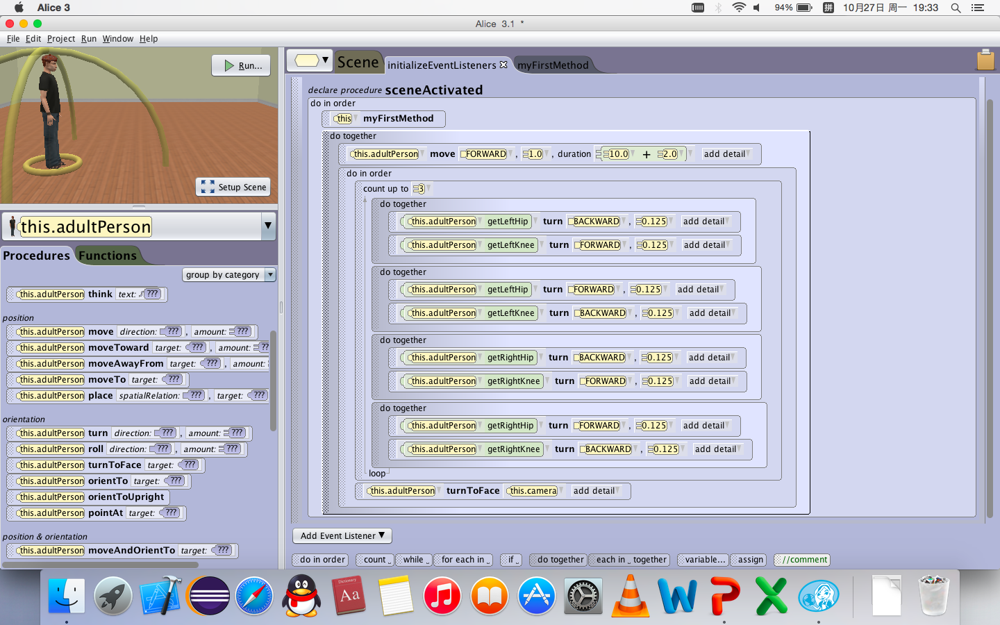 Alice 3 94% 拼 10月27日 周一 19:33
Alice 3.1 *
File Edit Project Run Window Help
Run...
Setup Scene
this.adultPerson
Procedures Functions
group by category
this.adultPerson think text: ???
position
this.adultPerson move direction: ??? , amount: ???
this.adultPerson moveToward target: ??? , amount: ??
this.adultPerson moveAwayFrom target: ??? , amount:
this.adultPerson moveTo target: ???
this.adultPerson place spatialRelation: ??? , target: ???
orientation
this.adultPerson turn direction: ??? , amount: ???
this.adultPerson roll direction: ??? , amount: ???
this.adultPerson turnToFace target: ???
this.adultPerson orientTo target: ???
this.adultPerson orientToUpright
this.adultPerson pointAt target: ???
position & orientation
this.adultPerson moveAndOrientTo target: ???
Scene initializeEventListeners myFirstMethod
declare procedure sceneActivated
do in order
this myFirstMethod
do together
this.adultPerson move FORWARD , 1.0 , duration 10.0 + 2.0 add detail
do in order
count up to 3
do together
this.adultPerson getLeftHip turn BACKWARD , 0.125 add detail
this.adultPerson getLeftKnee turn FORWARD , 0.125 add detail
do together
this.adultPerson getLeftHip turn FORWARD , 0.125 add detail
this.adultPerson getLeftKnee turn BACKWARD , 0.125 add detail
do together
this.adultPerson getRightHip turn BACKWARD , 0.125 add detail
this.adultPerson getRightKnee turn FORWARD , 0.125 add detail
do together
this.adultPerson getRightHip turn FORWARD , 0.125 add detail
this.adultPerson getRightKnee turn BACKWARD , 0.125 add detail
loop
this.adultPerson turnToFace this.camera add detail
Add Event Listener
do in order count _ while _ for each in _ if _ do together each in _ together variable... assign //comment
Dictionary
Aa